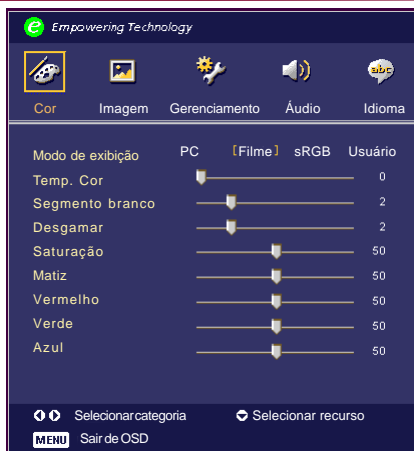 e Empowering Technology
abc
Cor Imagem Gerenciamento Áudio Idioma
Modo de exibição PC [Filme] sRGB Usuário
Temp. Cor 0
Segmento branco 2
Desgamar 2
Saturação 50
Matiz 50
Vermelho 50
Verde 50
Azul 50
Selecionarcategoria Selecionar recurso
MENU Sair de OSD